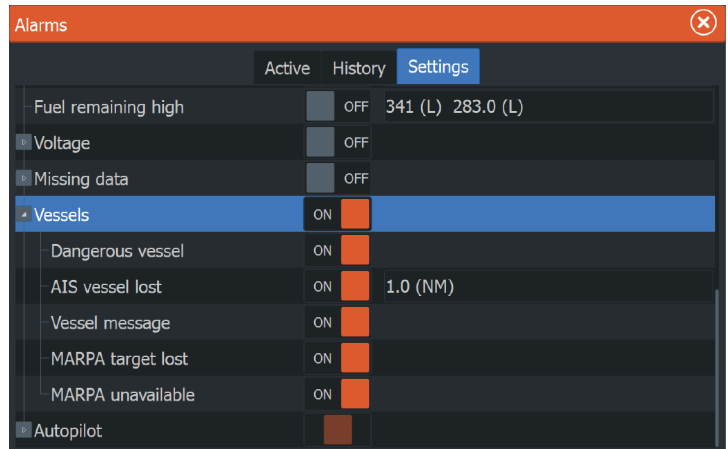 Alarms
Active History Settings
Fuel remaining high OFF 341 (L) 283.0 (L)
Voltage OFF
Missing data OFF
Vessels ON
Dangerous vessel ON
AIS vessel lost ON 1.0 (NM)
Vessel message ON
MARPA target lost ON
MARPA unavailable ON
Autopilot